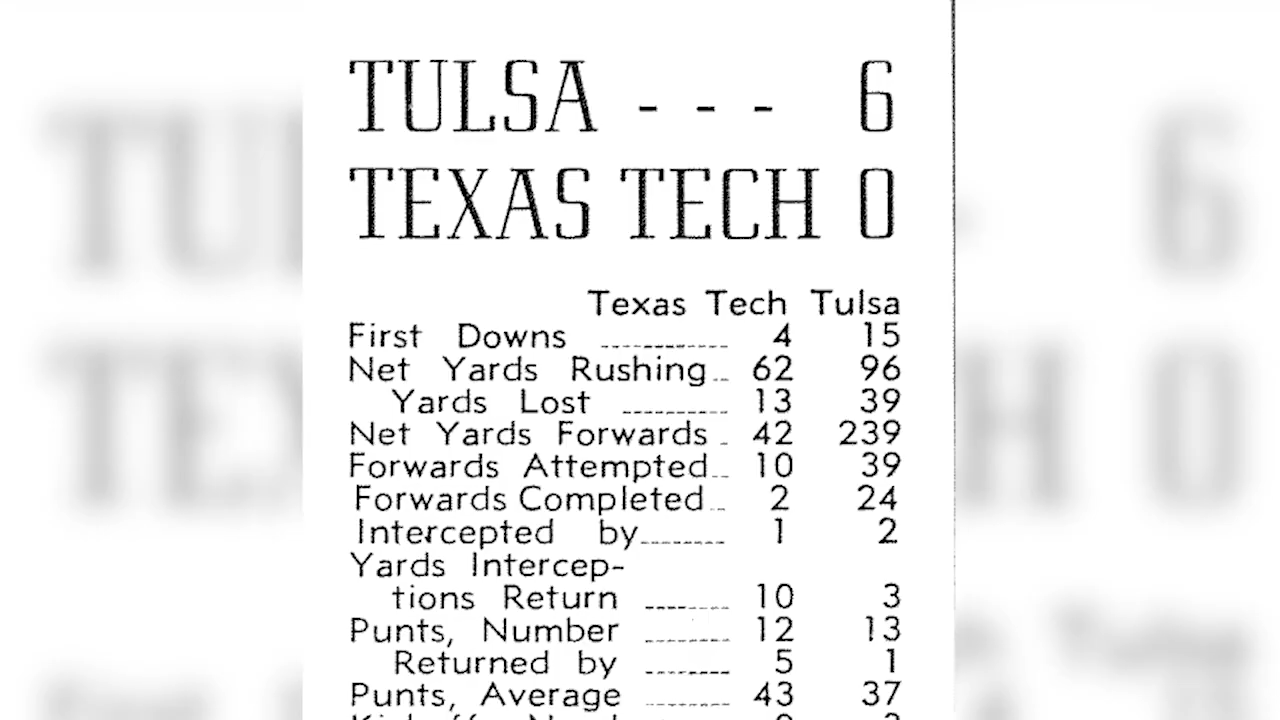 TULSA - - - 6
TEXAS TECH 0
Texas Tech Tulsa
First Downs ------------ 4 15
Net Yards Rushing -- 62 96
Yards Lost ---------- 13 39
Net Yards Forwards - 42 239
Forwards Attempted -- 10 39
Forwards Completed -- 2 24
Intercepted by -------- 1 2
Yards Intercep-
tions Return -------- 10 3
Punts, Number -------- 12 13
Returned by -------- 5 1
Punts, Average -------- 43 37